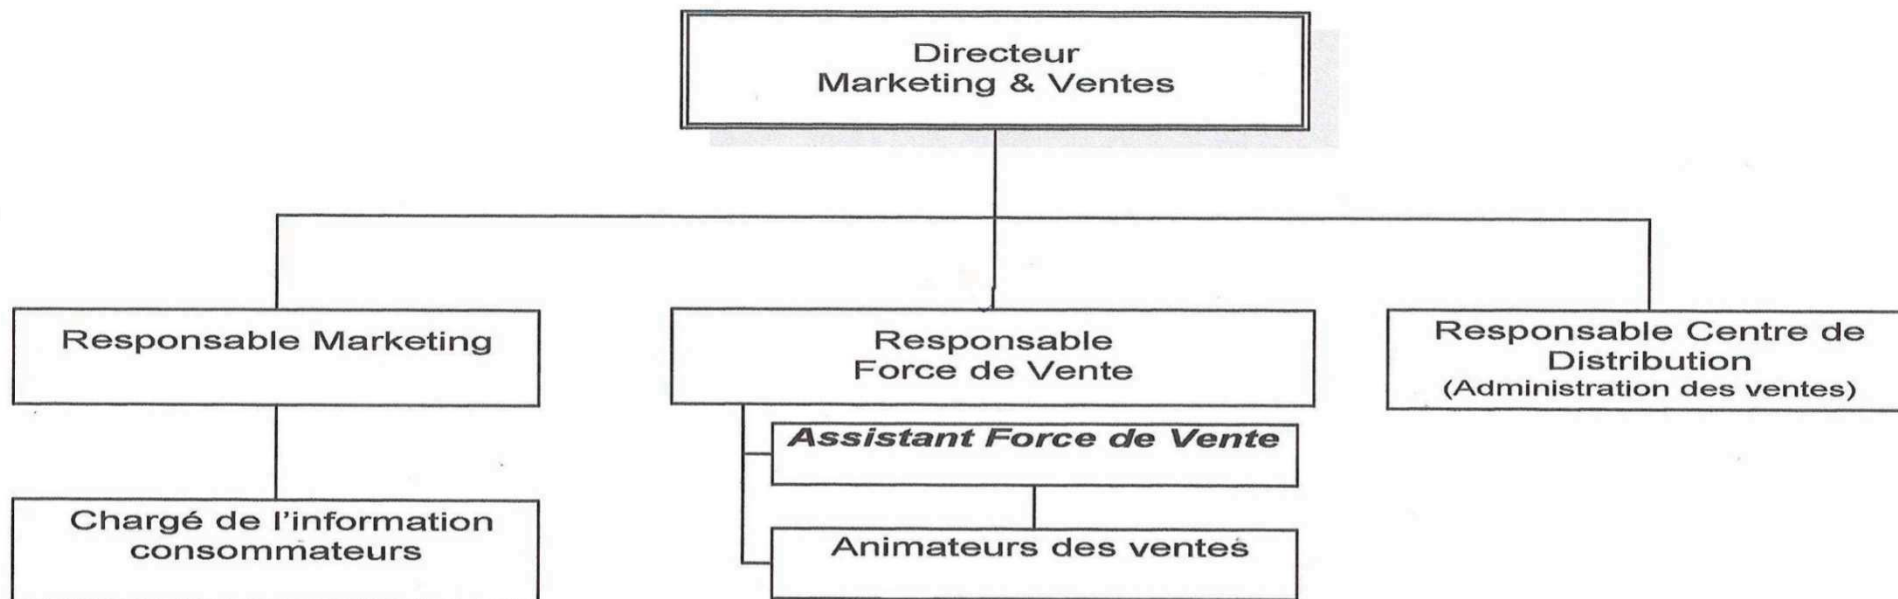 Directeur
Marketing & Ventes
Responsable Marketing
Responsable
Force de Vente
Responsable Centre de
Distribution
(Administration des ventes)
Assistant Force de Vente
Chargé de l'information
consommateurs
Animateurs des ventes